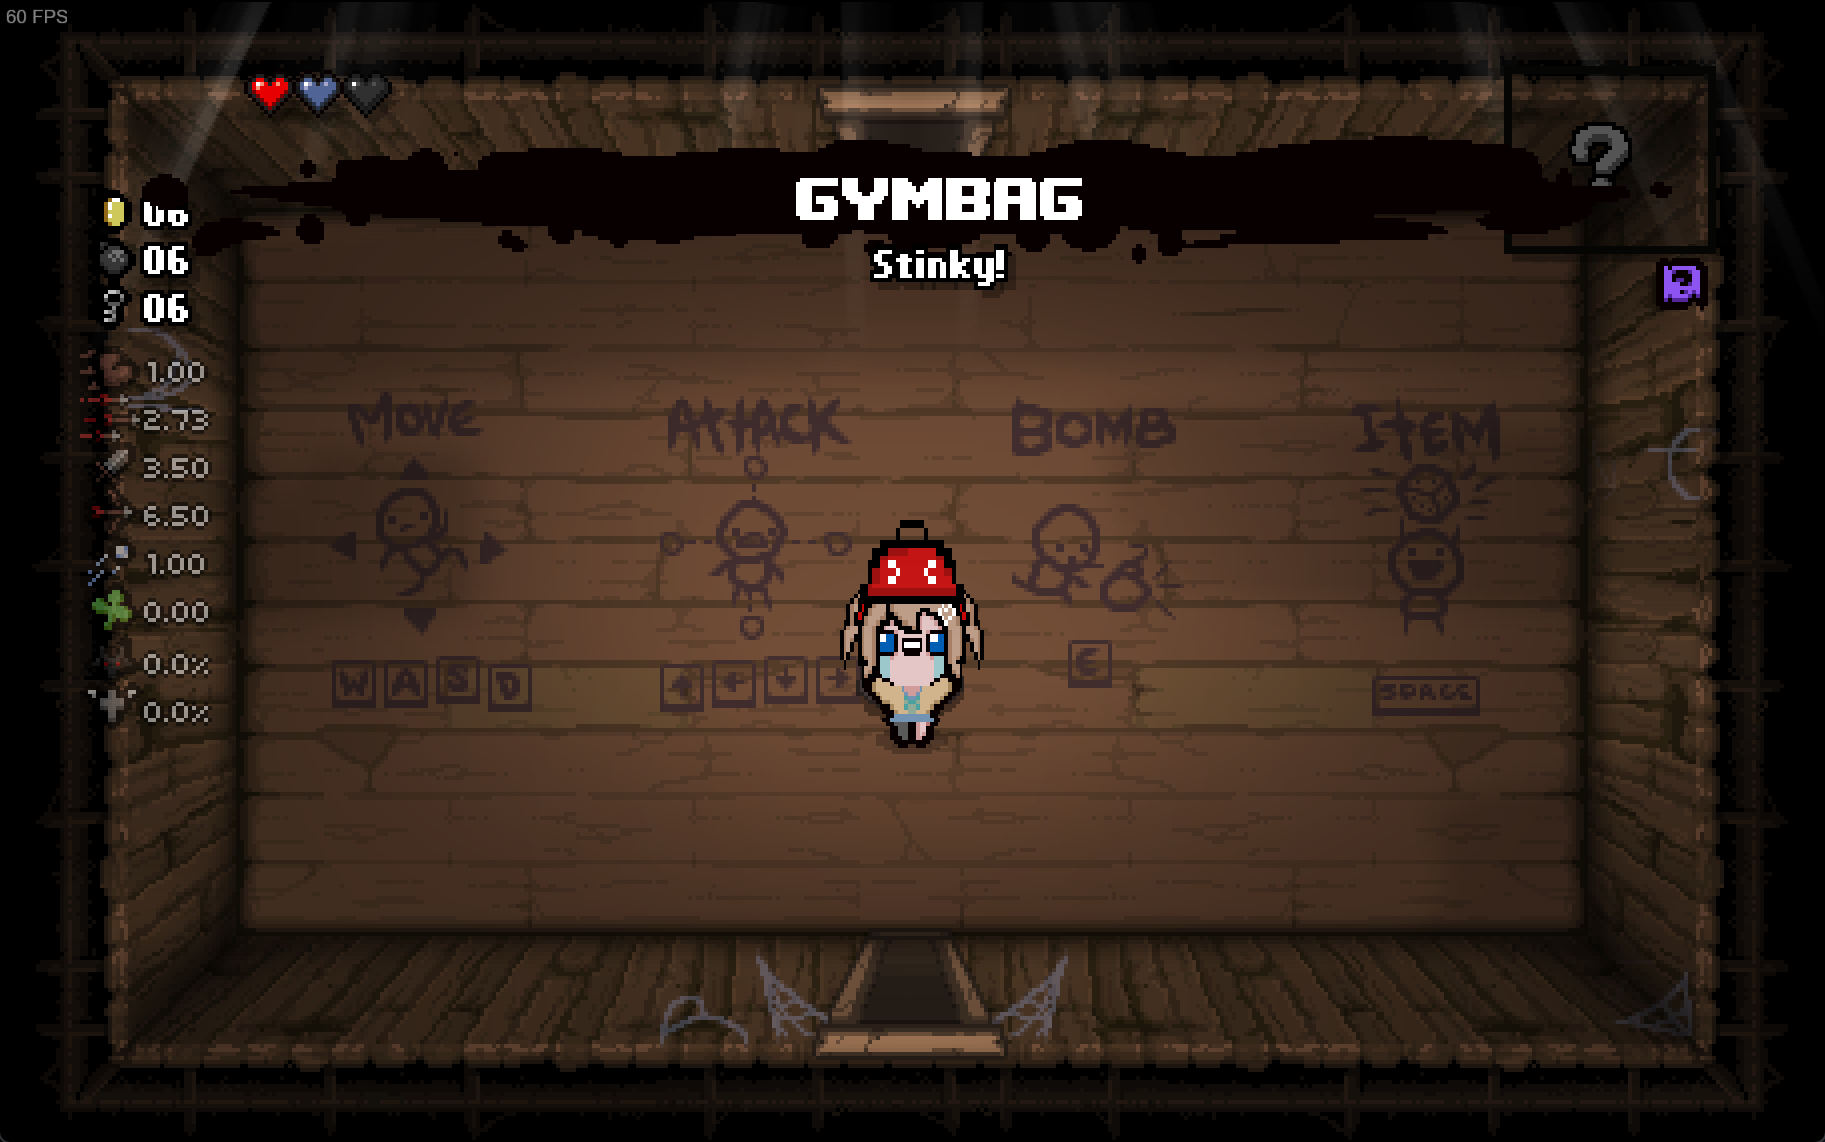 60 FPS
GYMBAG
Stinky!
06
06
1.00
-2.73
3.50
6.50
1.00
0.00
0.0%
0.0%
MOVE
ATTACK
BOMB
ITEM
W A S D
E
SPACE